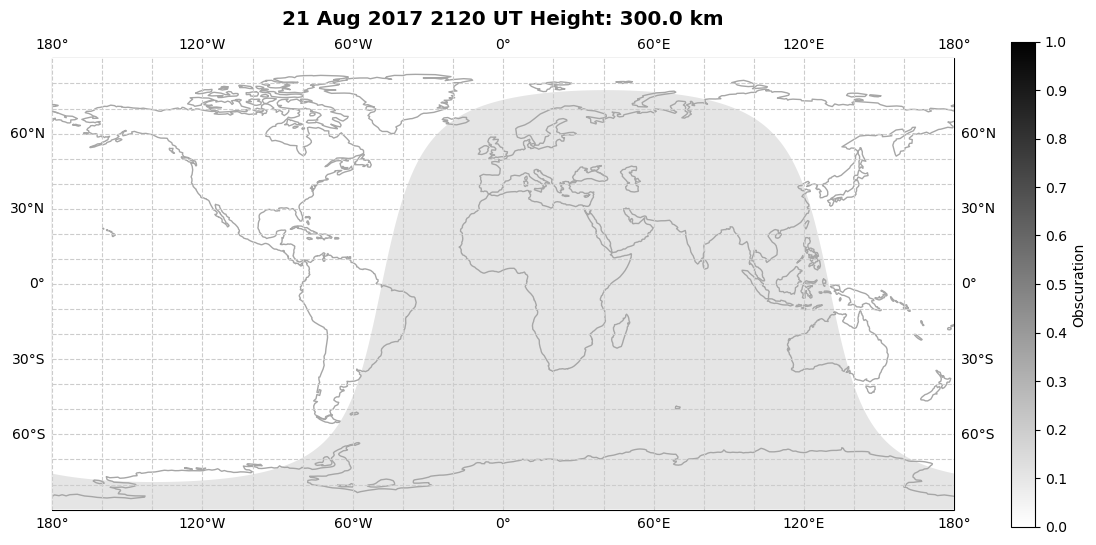 21 Aug 2017 2120 UT Height: 300.0 km
180° 120°W 60°W 0° 60°E 120°E 180°
60°N 60°N
30°N 30°N
0° 0°
30°S 30°S
60°S 60°S
180° 120°W 60°W 0° 60°E 120°E 180°
1.0
0.9
0.8
0.7
0.6
0.5
0.4
0.3
0.2
0.1
0.0
Obscuration